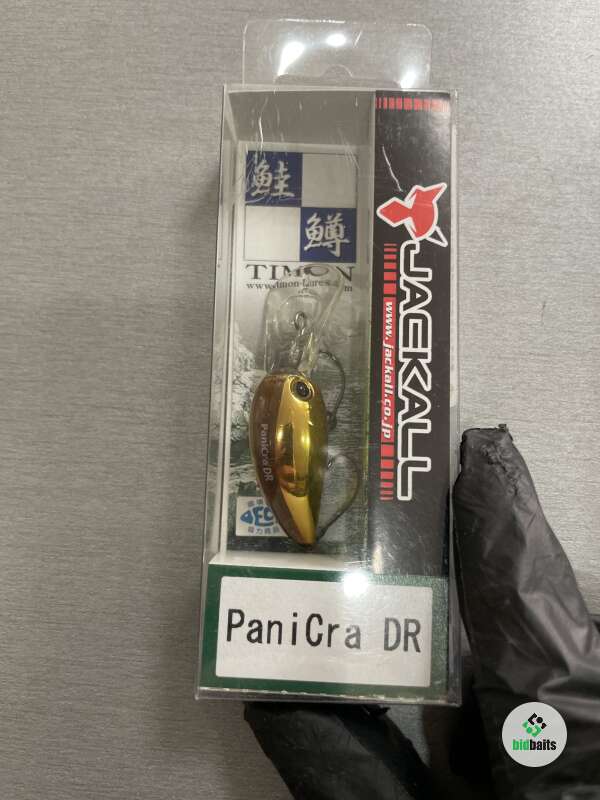 鮭
鱒
TIMON
www.timon-lures.com
JACKALL
www.jackall.co.jp
PaniCra DR
PaniCra DR
bidbaits